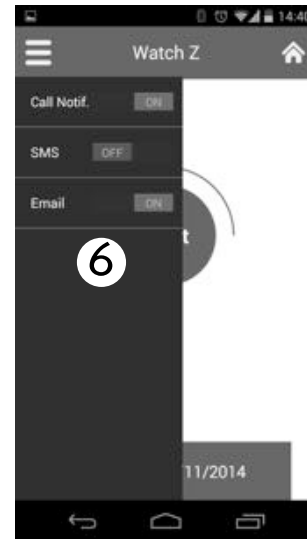 14:40
Watch Z
Call Notif. ON
SMS OFF
Email ON
6
t
11/2014